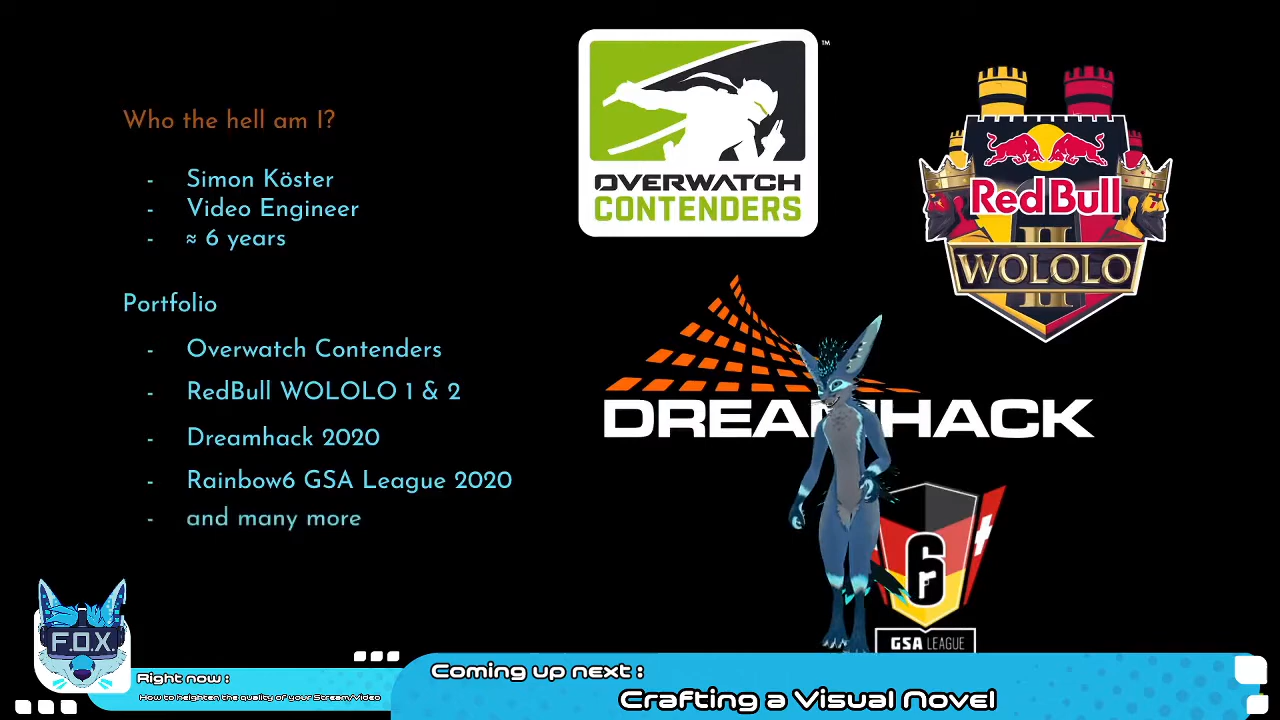 Who the hell am I?
- Simon Köster
- Video Engineer
- ≈ 6 years
Portfolio
- Overwatch Contenders
- RedBull WOLOLO 1 & 2
- Dreamhack 2020
- Rainbow6 GSA League 2020
- and many more
OVERWATCH
CONTENDERS
™
Red Bull
II
WOLOLO
DREAMHACK
6
GSA LEAGUE
F.O.X.
Right now :
How to heighten the quality of your Stream/Video
Coming up next :
Crafting a Visual Novel